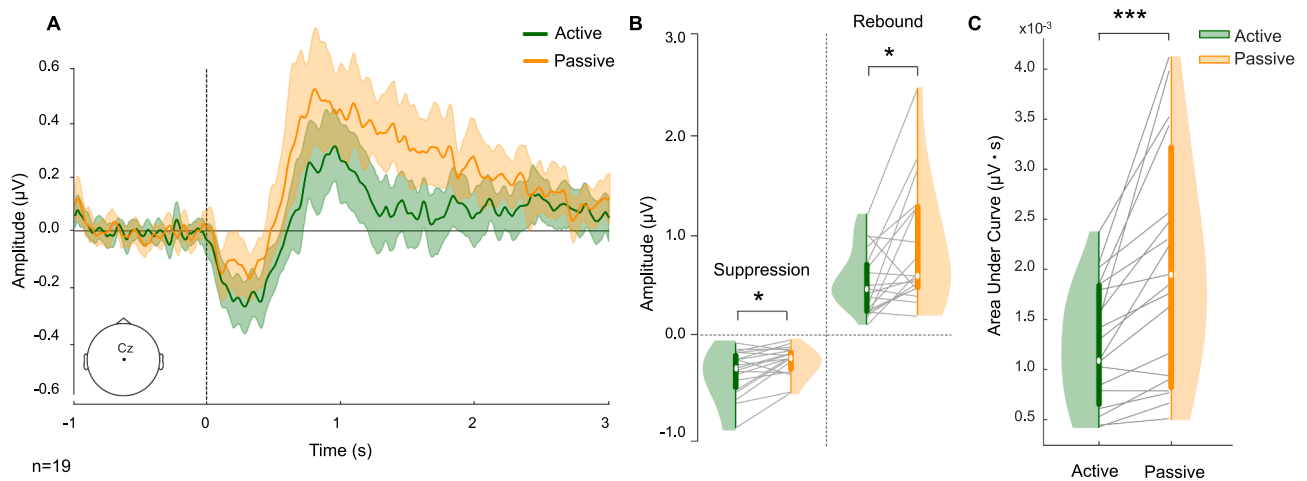 A
Active
Passive
Amplitude (µV)
0.6
0.4
0.2
0.0
-0.2
-0.4
-0.6
Cz
-1
0
1
2
3
Time (s)
n=19
B
Rebound
Amplitude (µV)
3.0
2.0
1.0
0.0
-1.0
Suppression
*
*
C
***
Active
Passive
x10⁻³
Area Under Curve (µV • s)
4.0
3.5
3.0
2.5
2.0
1.5
1.0
0.5
Active
Passive